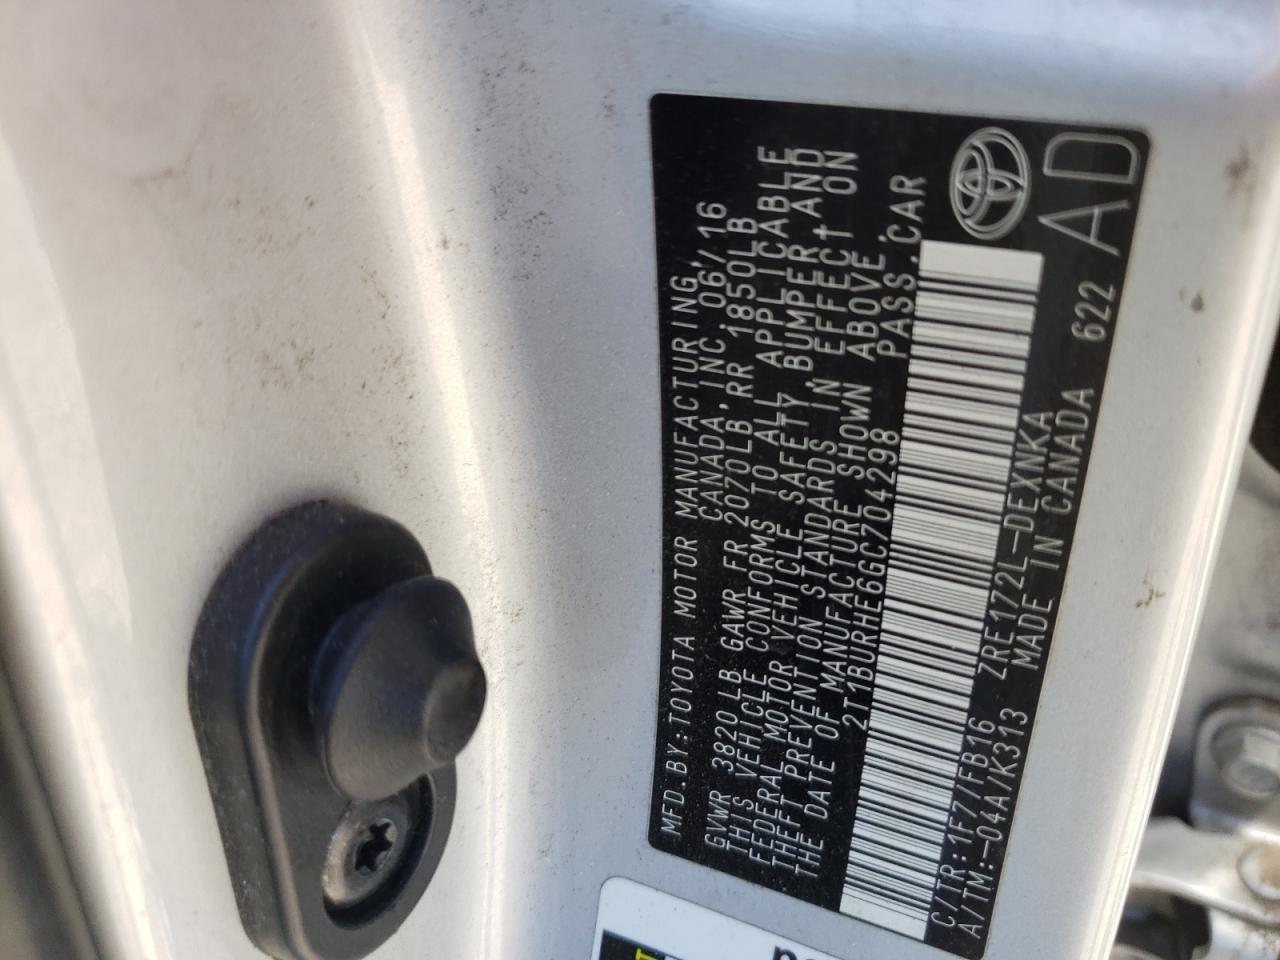 MFD.BY:TOYOTA MOTOR MANUFACTURING,
CANADA,INC.06/16
GVWR 3820LB GAWR FR 2070LB RR 1850LB
THIS VEHICLE CONFORMS TO ALL APPLICABLE
FEDERAL MOTOR VEHICLE SAFETY,BUMPER AND
THEFT PREVENTION STANDARDS IN EFFECT ON
THE DATE OF MANUFACTURE SHOWN ABOVE.
2T1BURHE6GC704298 PASS.CAR
C/TR:1F7/FB16 ZRE172L-DEXNKA
A/TM:-04A/K313 MADE IN CANADA 622
AD